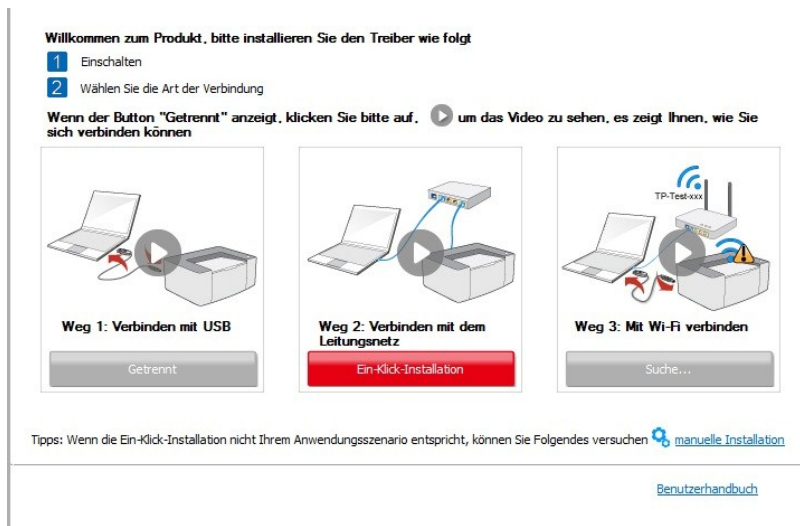 Willkommen zum Produkt, bitte installieren Sie den Treiber wie folgt
1 Einschalten
2 Wählen Sie die Art der Verbindung
Wenn der Button "Getrennt" anzeigt, klicken Sie bitte auf, um das Video zu sehen, es zeigt Ihnen, wie Sie
sich verbinden können
TP-Test-xxx
Weg 1: Verbinden mit USB
Getrennt
Weg 2: Verbinden mit dem
Leitungsnetz
Ein-Klick-Installation
Weg 3: Mit Wi-Fi verbinden
Suche...
Tipps: Wenn die Ein-Klick-Installation nicht Ihrem Anwendungsszenario entspricht, können Sie Folgendes versuchen manuelle Installation
Benutzerhandbuch